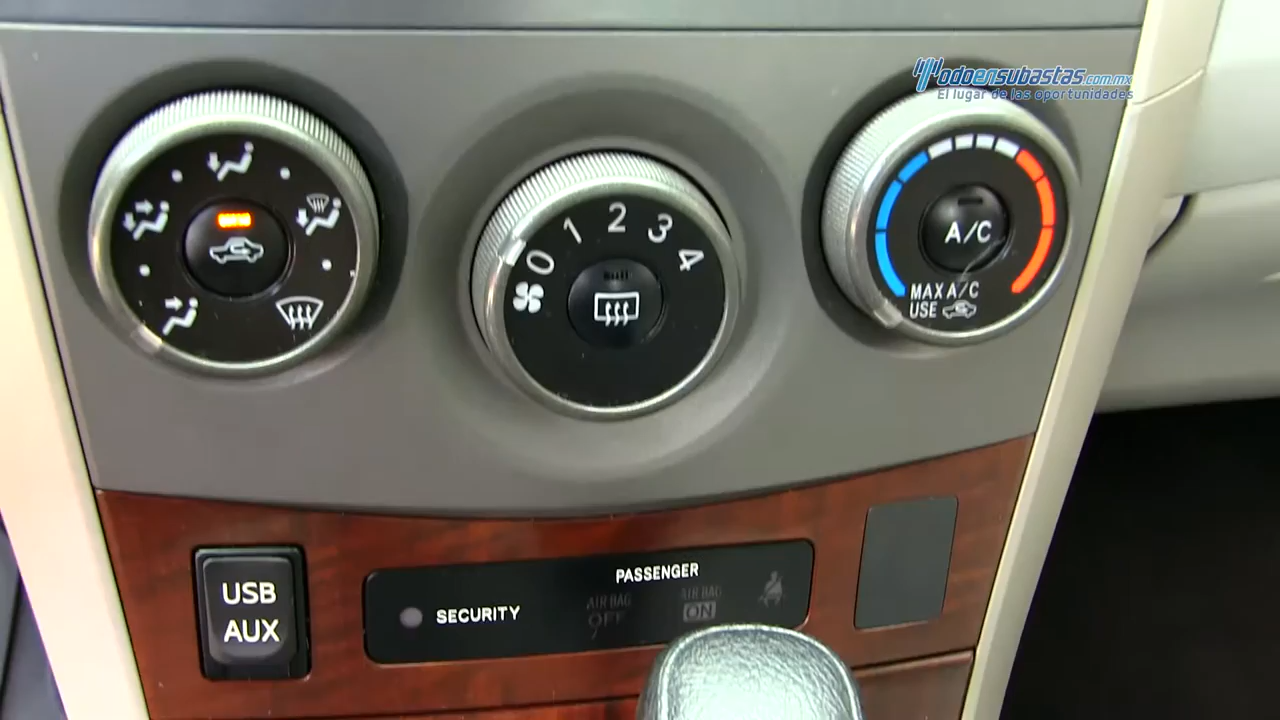 todoensubastas.com.mx
El lugar de las oportunidades
0 1 2 3 4
A/C
MAX A/C
USE
USB
AUX
SECURITY
PASSENGER
AIR BAG
OFF
AIR BAG
ON